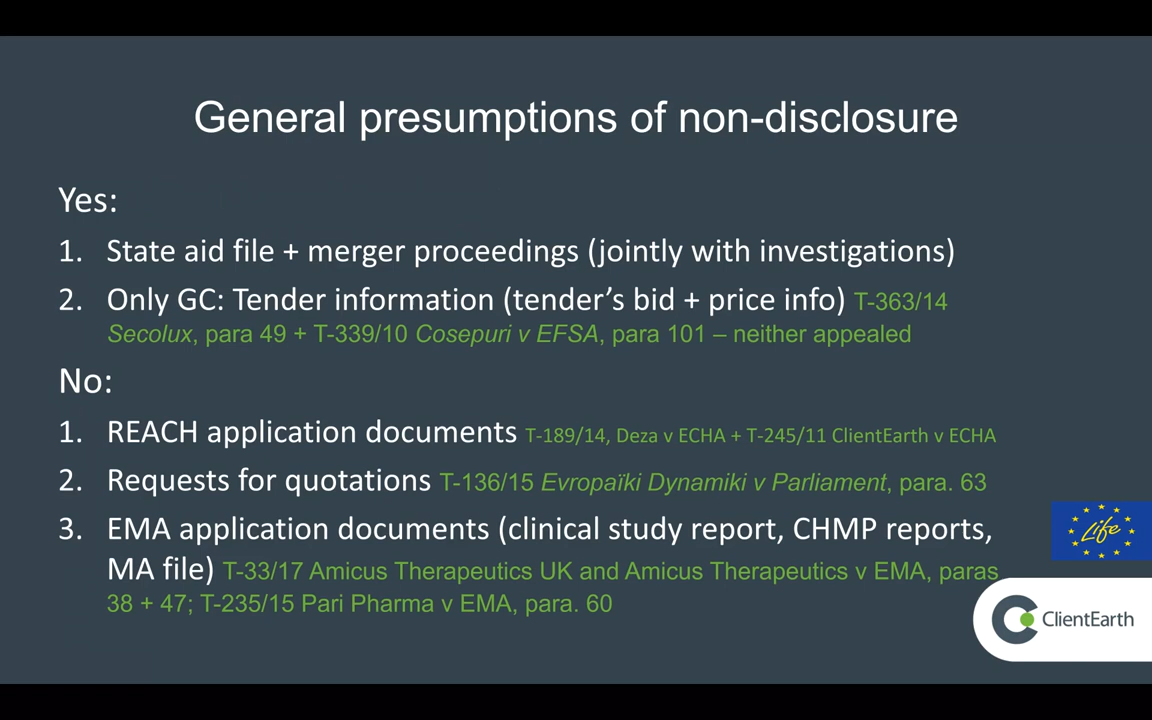 General presumptions of non-disclosure
Yes:
1. State aid file + merger proceedings (jointly with investigations)
2. Only GC: Tender information (tender’s bid + price info) T-363/14
Secolux, para 49 + T-339/10 Cosepuri v EFSA, para 101 – neither appealed
No:
1. REACH application documents T-189/14, Deza v ECHA + T-245/11 ClientEarth v ECHA
2. Requests for quotations T-136/15 Evropaïki Dynamiki v Parliament, para. 63
3. EMA application documents (clinical study report, CHMP reports,
MA file) T-33/17 Amicus Therapeutics UK and Amicus Therapeutics v EMA, paras
38 + 47; T-235/15 Pari Pharma v EMA, para. 60
Life
ClientEarth